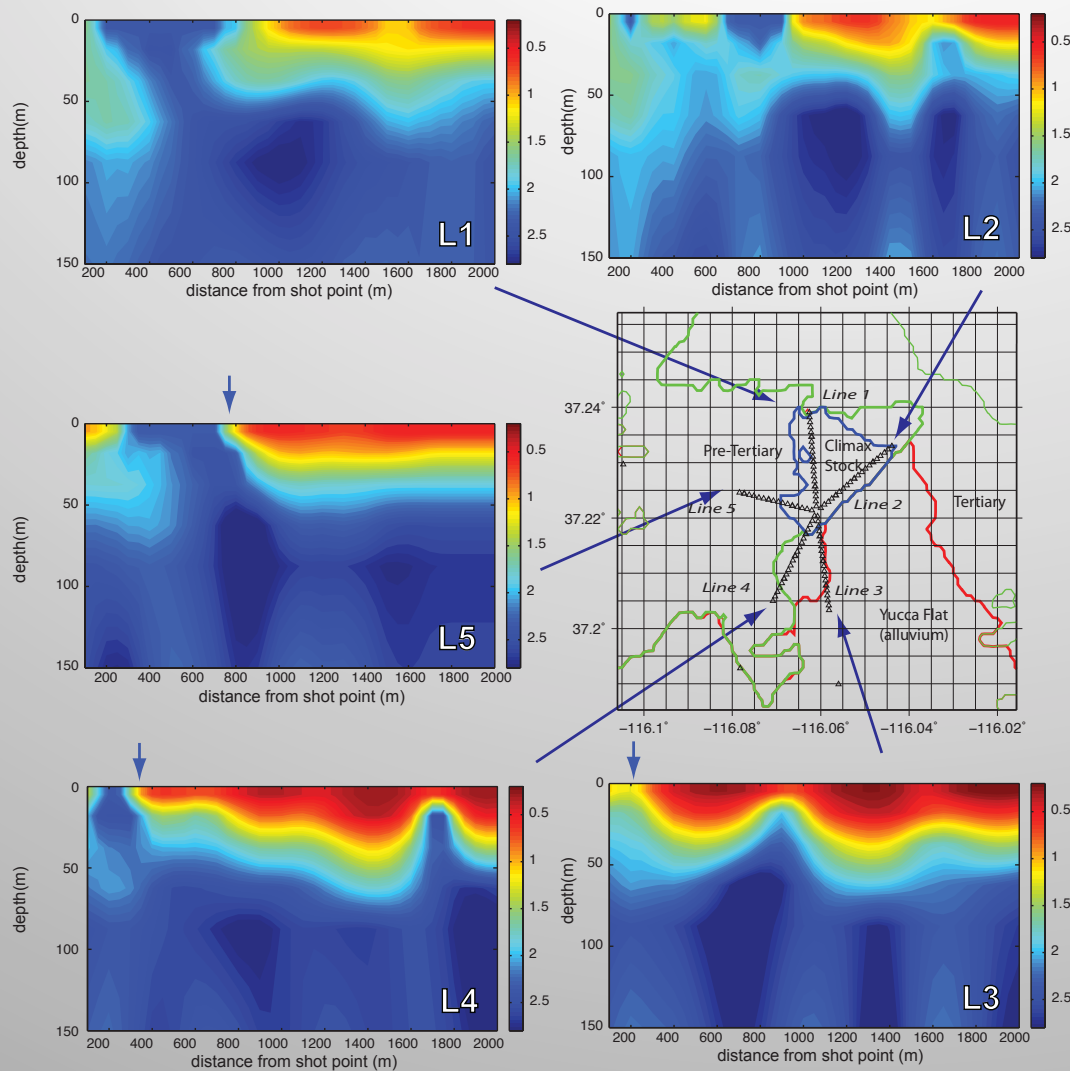 0
50
100
150
depth(m)
200 400 600 800 1000 1200 1400 1600 1800 2000
distance from shot point (m)
0.5
1
1.5
2
2.5
L1
0
50
100
150
depth(m)
200 400 600 800 1000 1200 1400 1600 1800 2000
distance from shot point (m)
0.5
1
1.5
2
2.5
L2
0
50
100
150
depth(m)
200 400 600 800 1000 1200 1400 1600 1800 2000
distance from shot point (m)
0.5
1
1.5
2
2.5
L5
37.24°
37.22°
37.2°
−116.1° −116.08° −116.06° −116.04° −116.02°
Line 1
Pre-Tertiary
Climax
Stock
Line 5
Line 2
Tertiary
Line 4
Line 3
Yucca Flat
(alluvium)
0
50
100
150
depth(m)
200 400 600 800 1000 1200 1400 1600 1800 2000
distance from shot point (m)
0.5
1
1.5
2
2.5
L4
0
50
100
150
depth(m)
200 400 600 800 1000 1200 1400 1600 1800 2000
distance from shot point (m)
0.5
1
1.5
2
2.5
L3